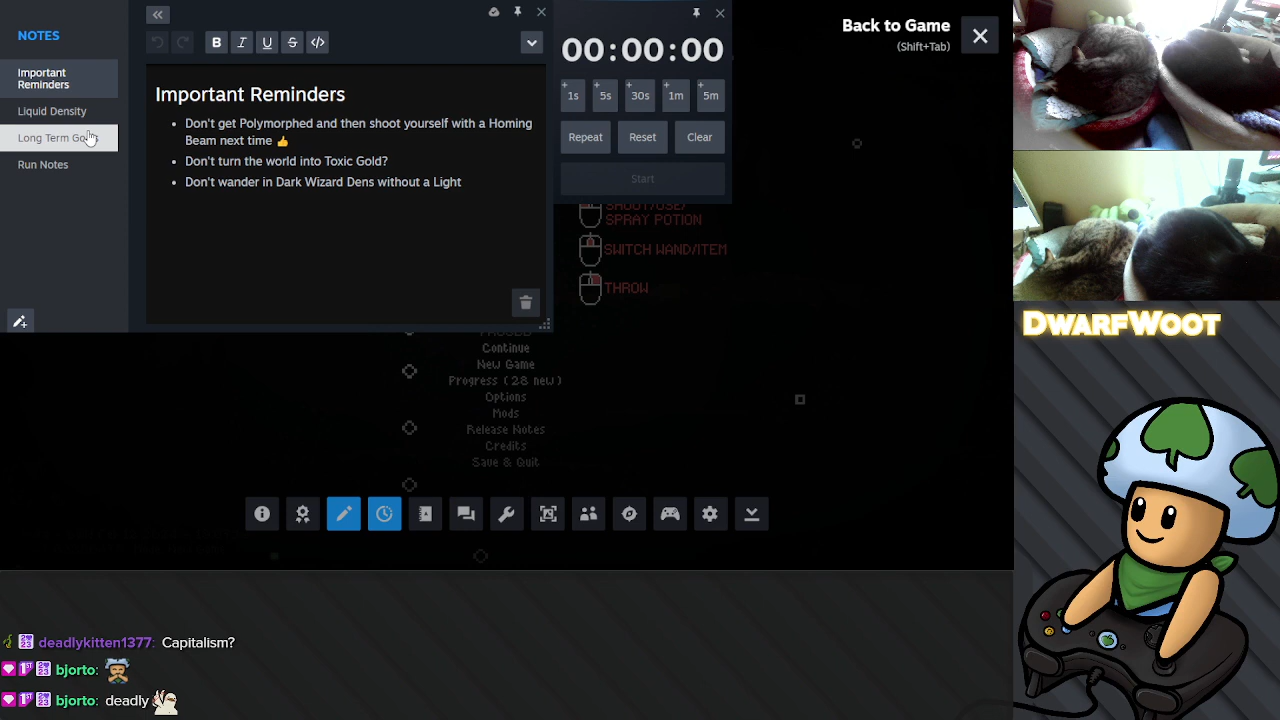 NOTES
Important
Reminders
Liquid Density
Long Term Go
Run Notes
B I U S </>
Important Reminders
Don't get Polymorphed and then shoot yourself with a Homing
Beam next time 👍
Don't turn the world into Toxic Gold?
Don't wander in Dark Wizard Dens without a Light
00:00:00
+1s
+5s
+30s
+1m
+5m
Repeat
Reset
Clear
Start
Back to Game
(Shift+Tab)
SHOOT/USE/
SPRAY POTION
SWITCH WAND/ITEM
THROW
PAUSED
Continue
New Game
Progress (28 new)
Options
Mods
Release Notes
Credits
Save & Quit
DWARFWOOT
deadlykitten1377: Capitalism?
bjorto:
bjorto: deadly